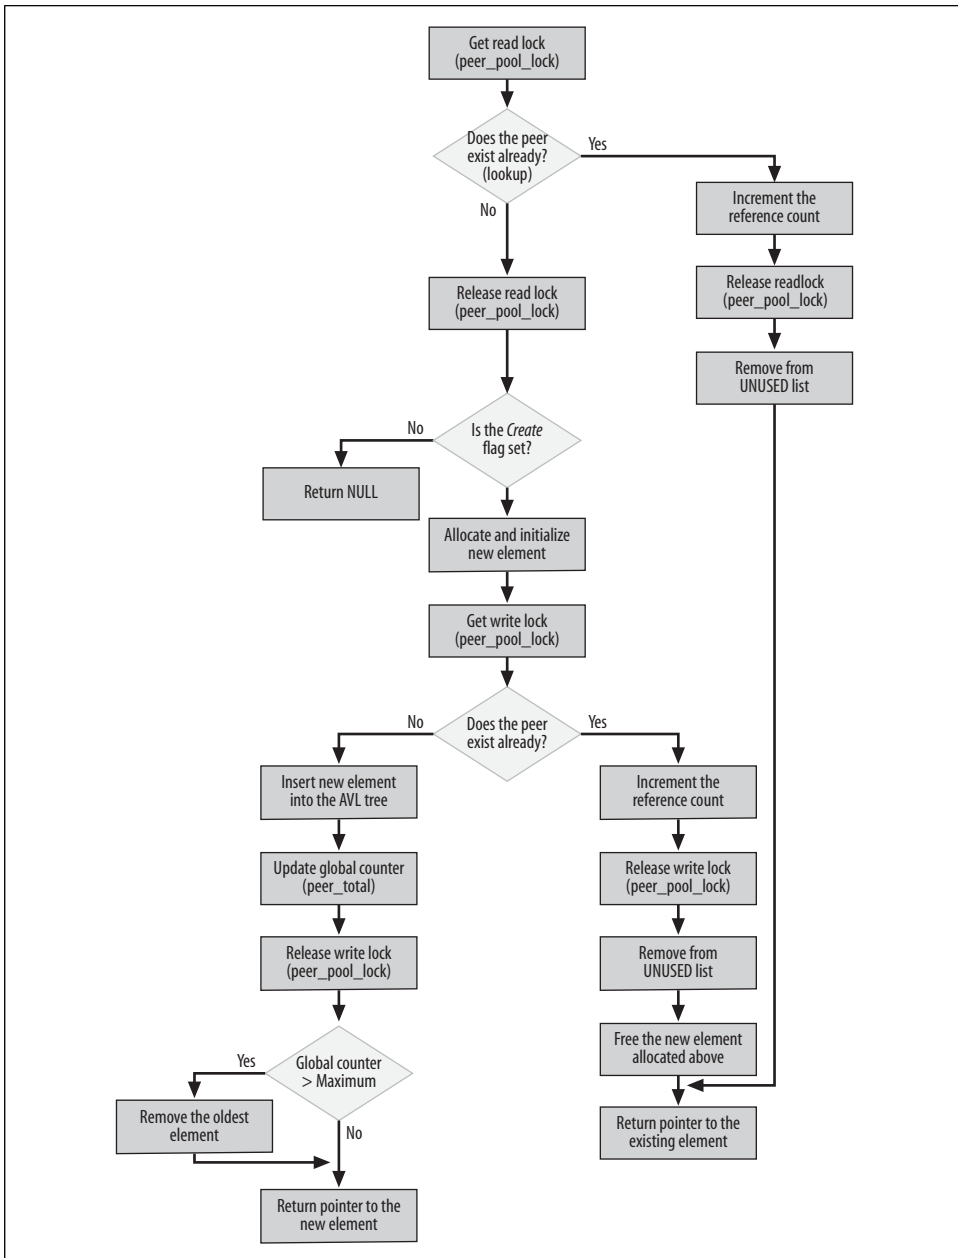 Get read lock
(peer_pool_lock)
Does the peer
exist already?
(lookup)
Yes
No
Increment the
reference count
Release read lock
(peer_pool_lock)
Release readlock
(peer_pool_lock)
Remove from
UNUSED list
Is the Create
flag set?
No
Return NULL
Allocate and initialize
new element
Get write lock
(peer_pool_lock)
Does the peer
exist already?
No
Yes
Insert new element
into the AVL tree
Increment the
reference count
Update global counter
(peer_total)
Release write lock
(peer_pool_lock)
Release write lock
(peer_pool_lock)
Remove from
UNUSED list
Global counter
> Maximum
Yes
No
Free the new element
allocated above
Remove the oldest
element
Return pointer to the
existing element
Return pointer to the
new element